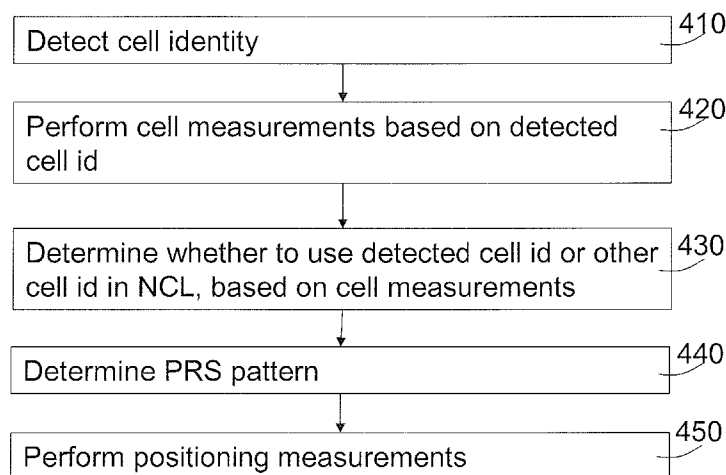 Detect cell identity
410
Perform cell measurements based on detected
cell id
420
Determine whether to use detected cell id or other
cell id in NCL, based on cell measurements
430
Determine PRS pattern
440
Perform positioning measurements
450